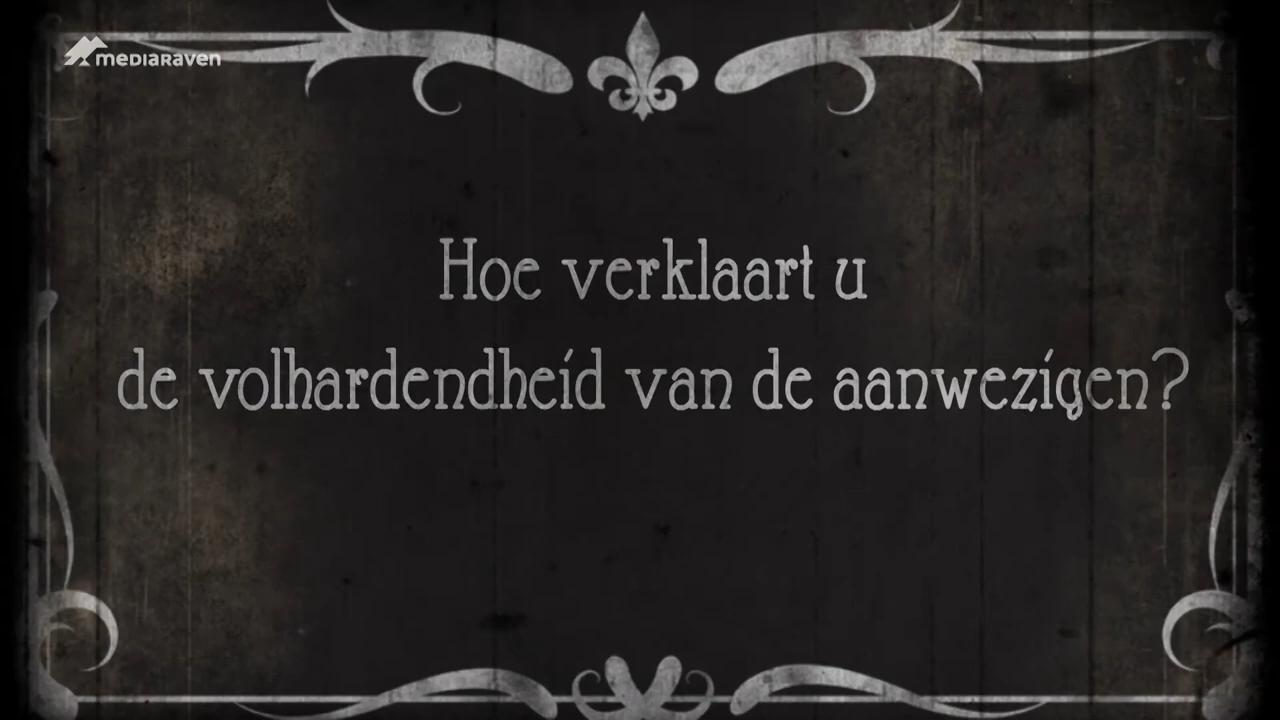 mediaraven
Hoe verklaart u
de volhardendheid van de aanwezigen?